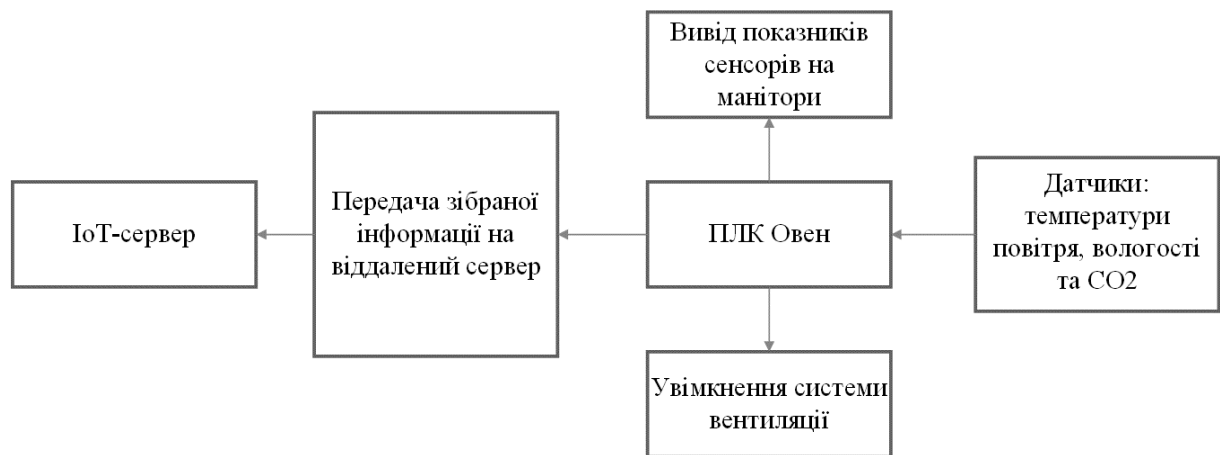 Вивід показників
сенсорів на
манітори
IoT-сервер
Передача зібраної
інформації на
віддалений сервер
ПЛК Овен
Датчики:
температури
повітря, вологості
та СО2
Увімкнення системи
вентиляції